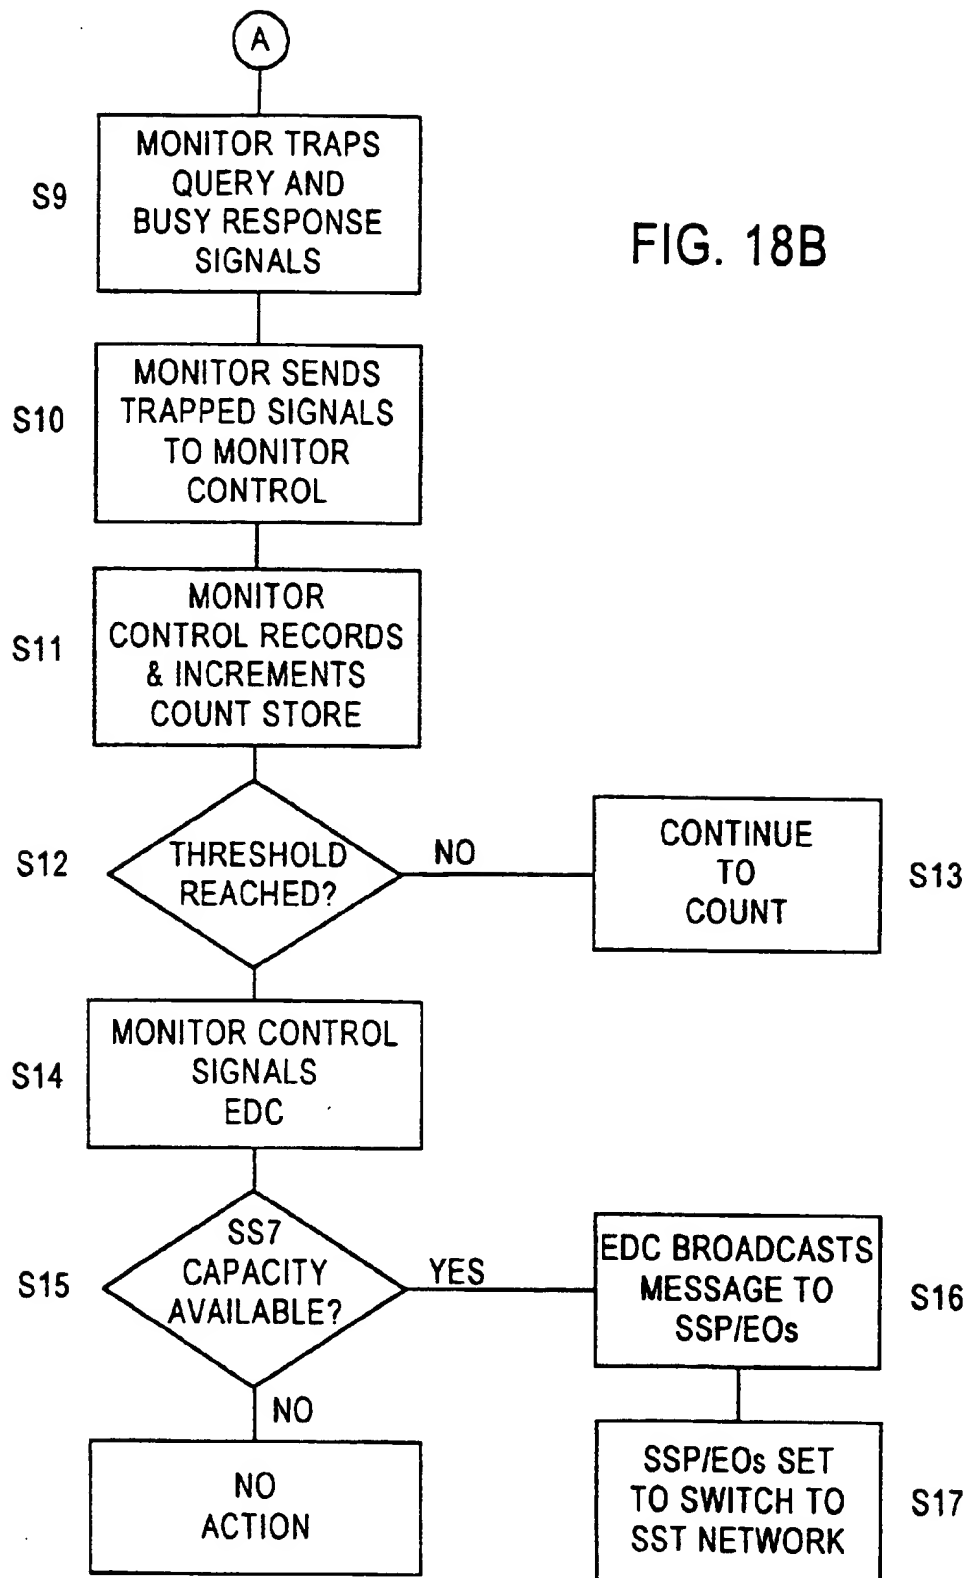 A
MONITOR TRAPS
QUERY AND
BUSY RESPONSE
SIGNALS
S9
FIG. 18B
MONITOR SENDS
TRAPPED SIGNALS
TO MONITOR
CONTROL
S10
MONITOR
CONTROL RECORDS
& INCREMENTS
COUNT STORE
S11
THRESHOLD
REACHED?
S12
NO
CONTINUE
TO
COUNT
S13
MONITOR CONTROL
SIGNALS
EDC
S14
SS7
CAPACITY
AVAILABLE?
S15
YES
EDC BROADCASTS
MESSAGE TO
SSP/EOs
S16
NO
NO
ACTION
SSP/EOs SET
TO SWITCH TO
SST NETWORK
S17